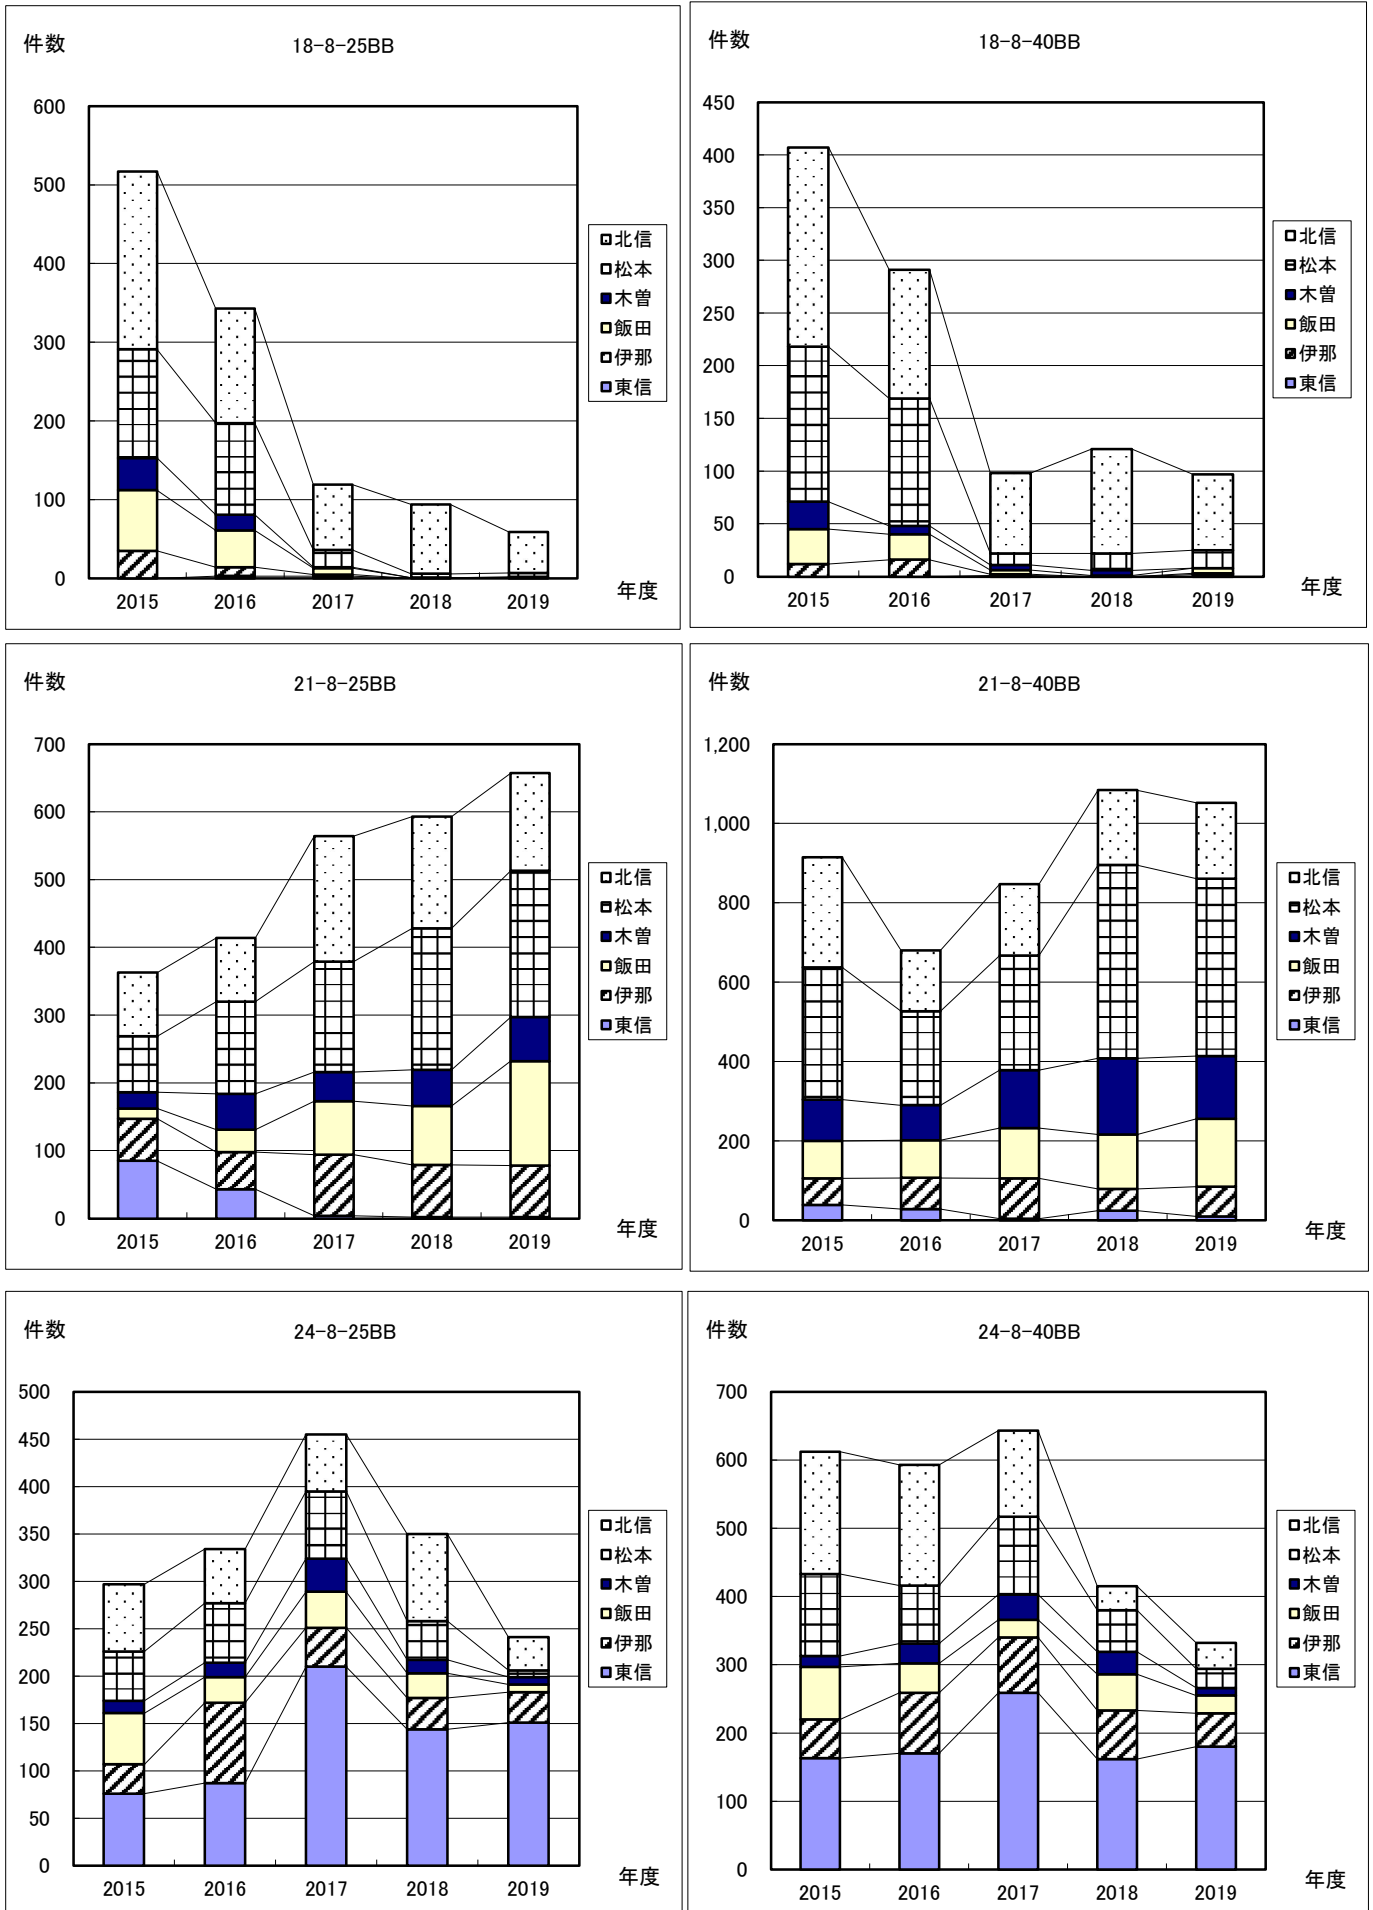 件数
18-8-25BB
600
500
400
300
200
100
0
2015 2016 2017 2018 2019
年度
北信
松本
木曽
飯田
伊那
東信
件数
18-8-40BB
450
400
350
300
250
200
150
100
50
0
2015 2016 2017 2018 2019
年度
北信
松本
木曽
飯田
伊那
東信
件数
21-8-25BB
700
600
500
400
300
200
100
0
2015 2016 2017 2018 2019
年度
北信
松本
木曽
飯田
伊那
東信
件数
21-8-40BB
1,200
1,000
800
600
400
200
0
2015 2016 2017 2018 2019
年度
北信
松本
木曽
飯田
伊那
東信
件数
24-8-25BB
500
450
400
350
300
250
200
150
100
50
0
2015 2016 2017 2018 2019
年度
北信
松本
木曽
飯田
伊那
東信
件数
24-8-40BB
700
600
500
400
300
200
100
0
2015 2016 2017 2018 2019
年度
北信
松本
木曽
飯田
伊那
東信